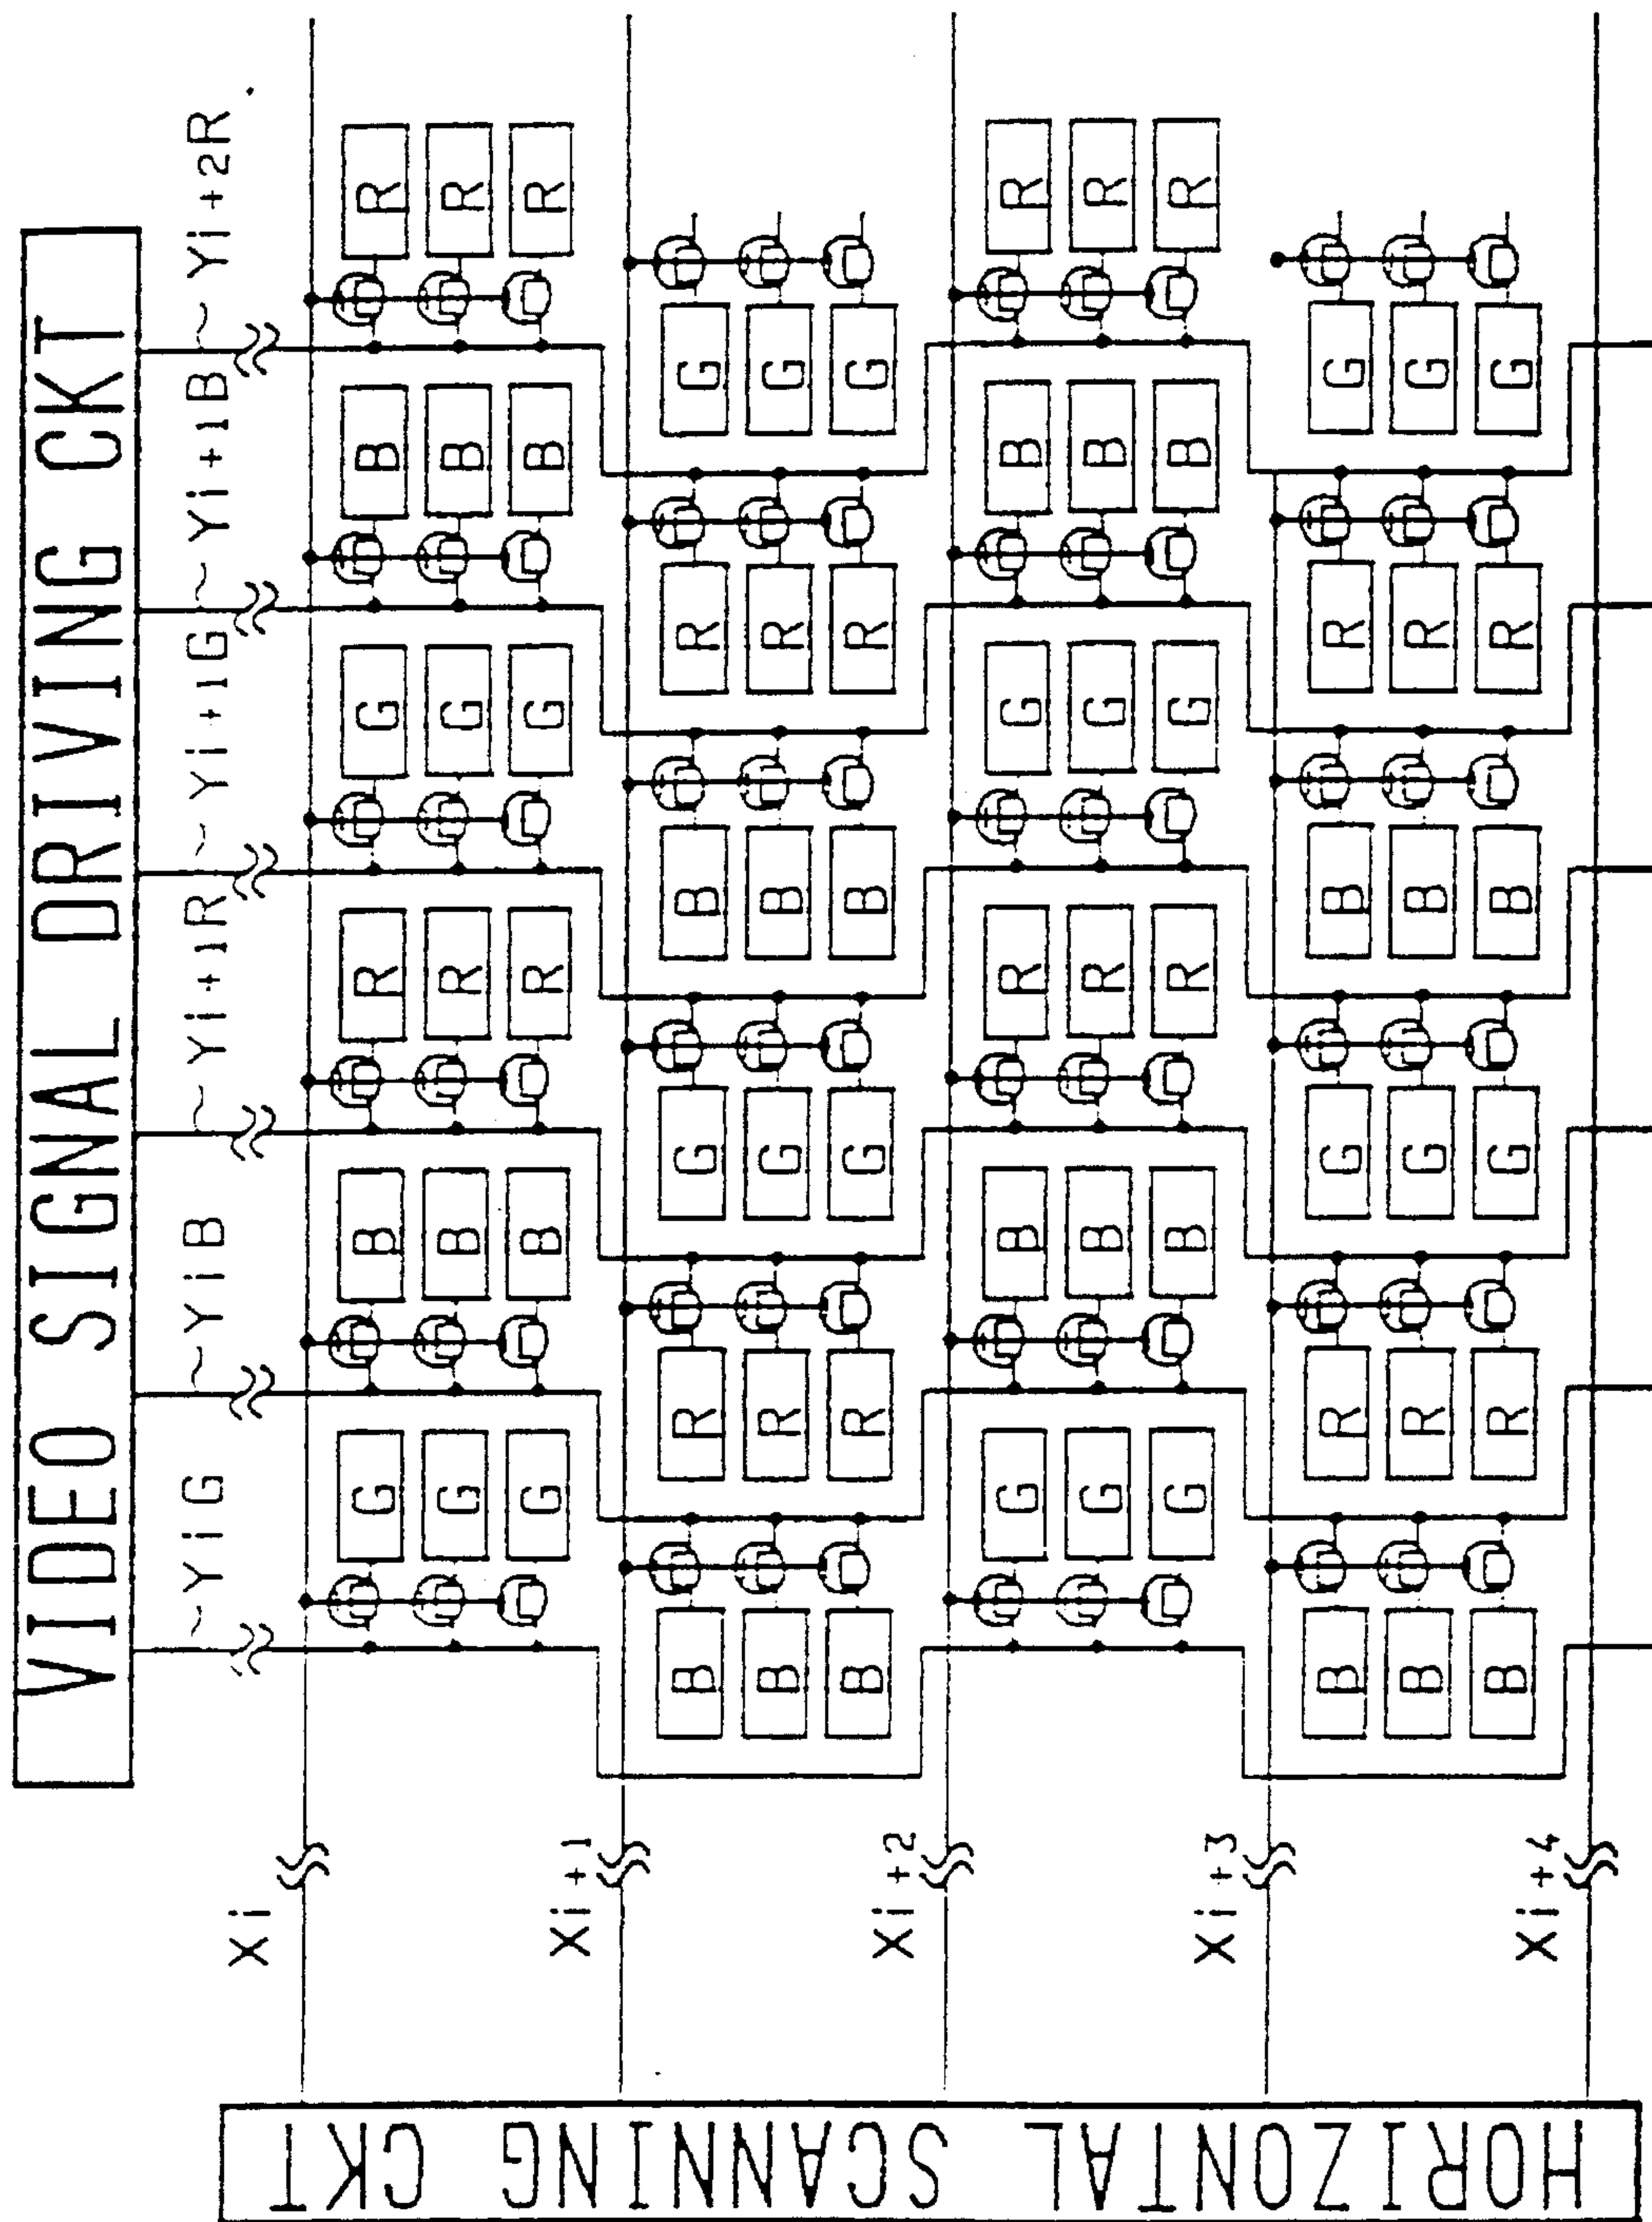 VIDEO SIGNAL DRIVING CKT
YiG YiB Yi+1R Yi+1G Yi+1B Yi+2R
HORIZONTAL SCANNING CKT
Xi
G B R G B R
G B R G B R
G B R G B R
Xi+1
B R G B R G
B R G B R G
B R G B R G
Xi+2
G B R G B R
G B R G B R
G B R G B R
Xi+3
B R G B R G
B R G B R G
B R G B R G
Xi+4